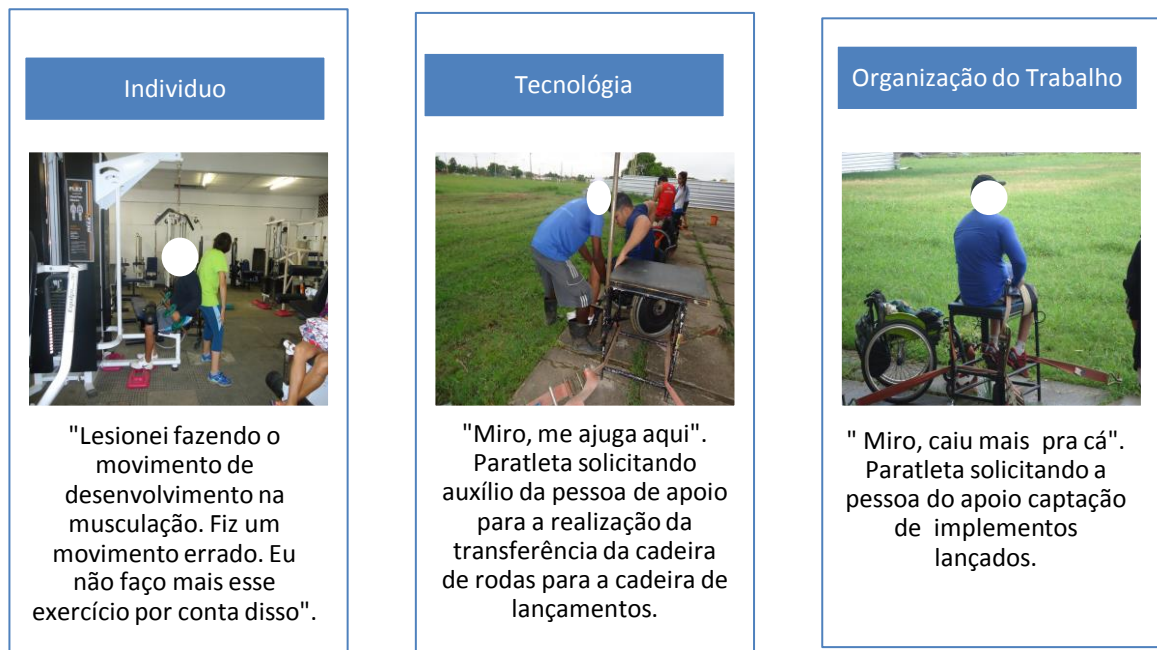 Individuo
"Lesionei fazendo o
movimento de
desenvolvimento na
musculação. Fiz um
movimento errado. Eu
não faço mais esse
exercício por conta disso".
Tecnológia
"Miro, me ajuga aqui".
Paratleta solicitando
auxílio da pessoa de apoio
para a realização da
transferência da cadeira
de rodas para a cadeira de
lançamentos.
Organização do Trabalho
" Miro, caiu mais pra cá".
Paratleta solicitando a
pessoa do apoio captação
de implementos
lançados.